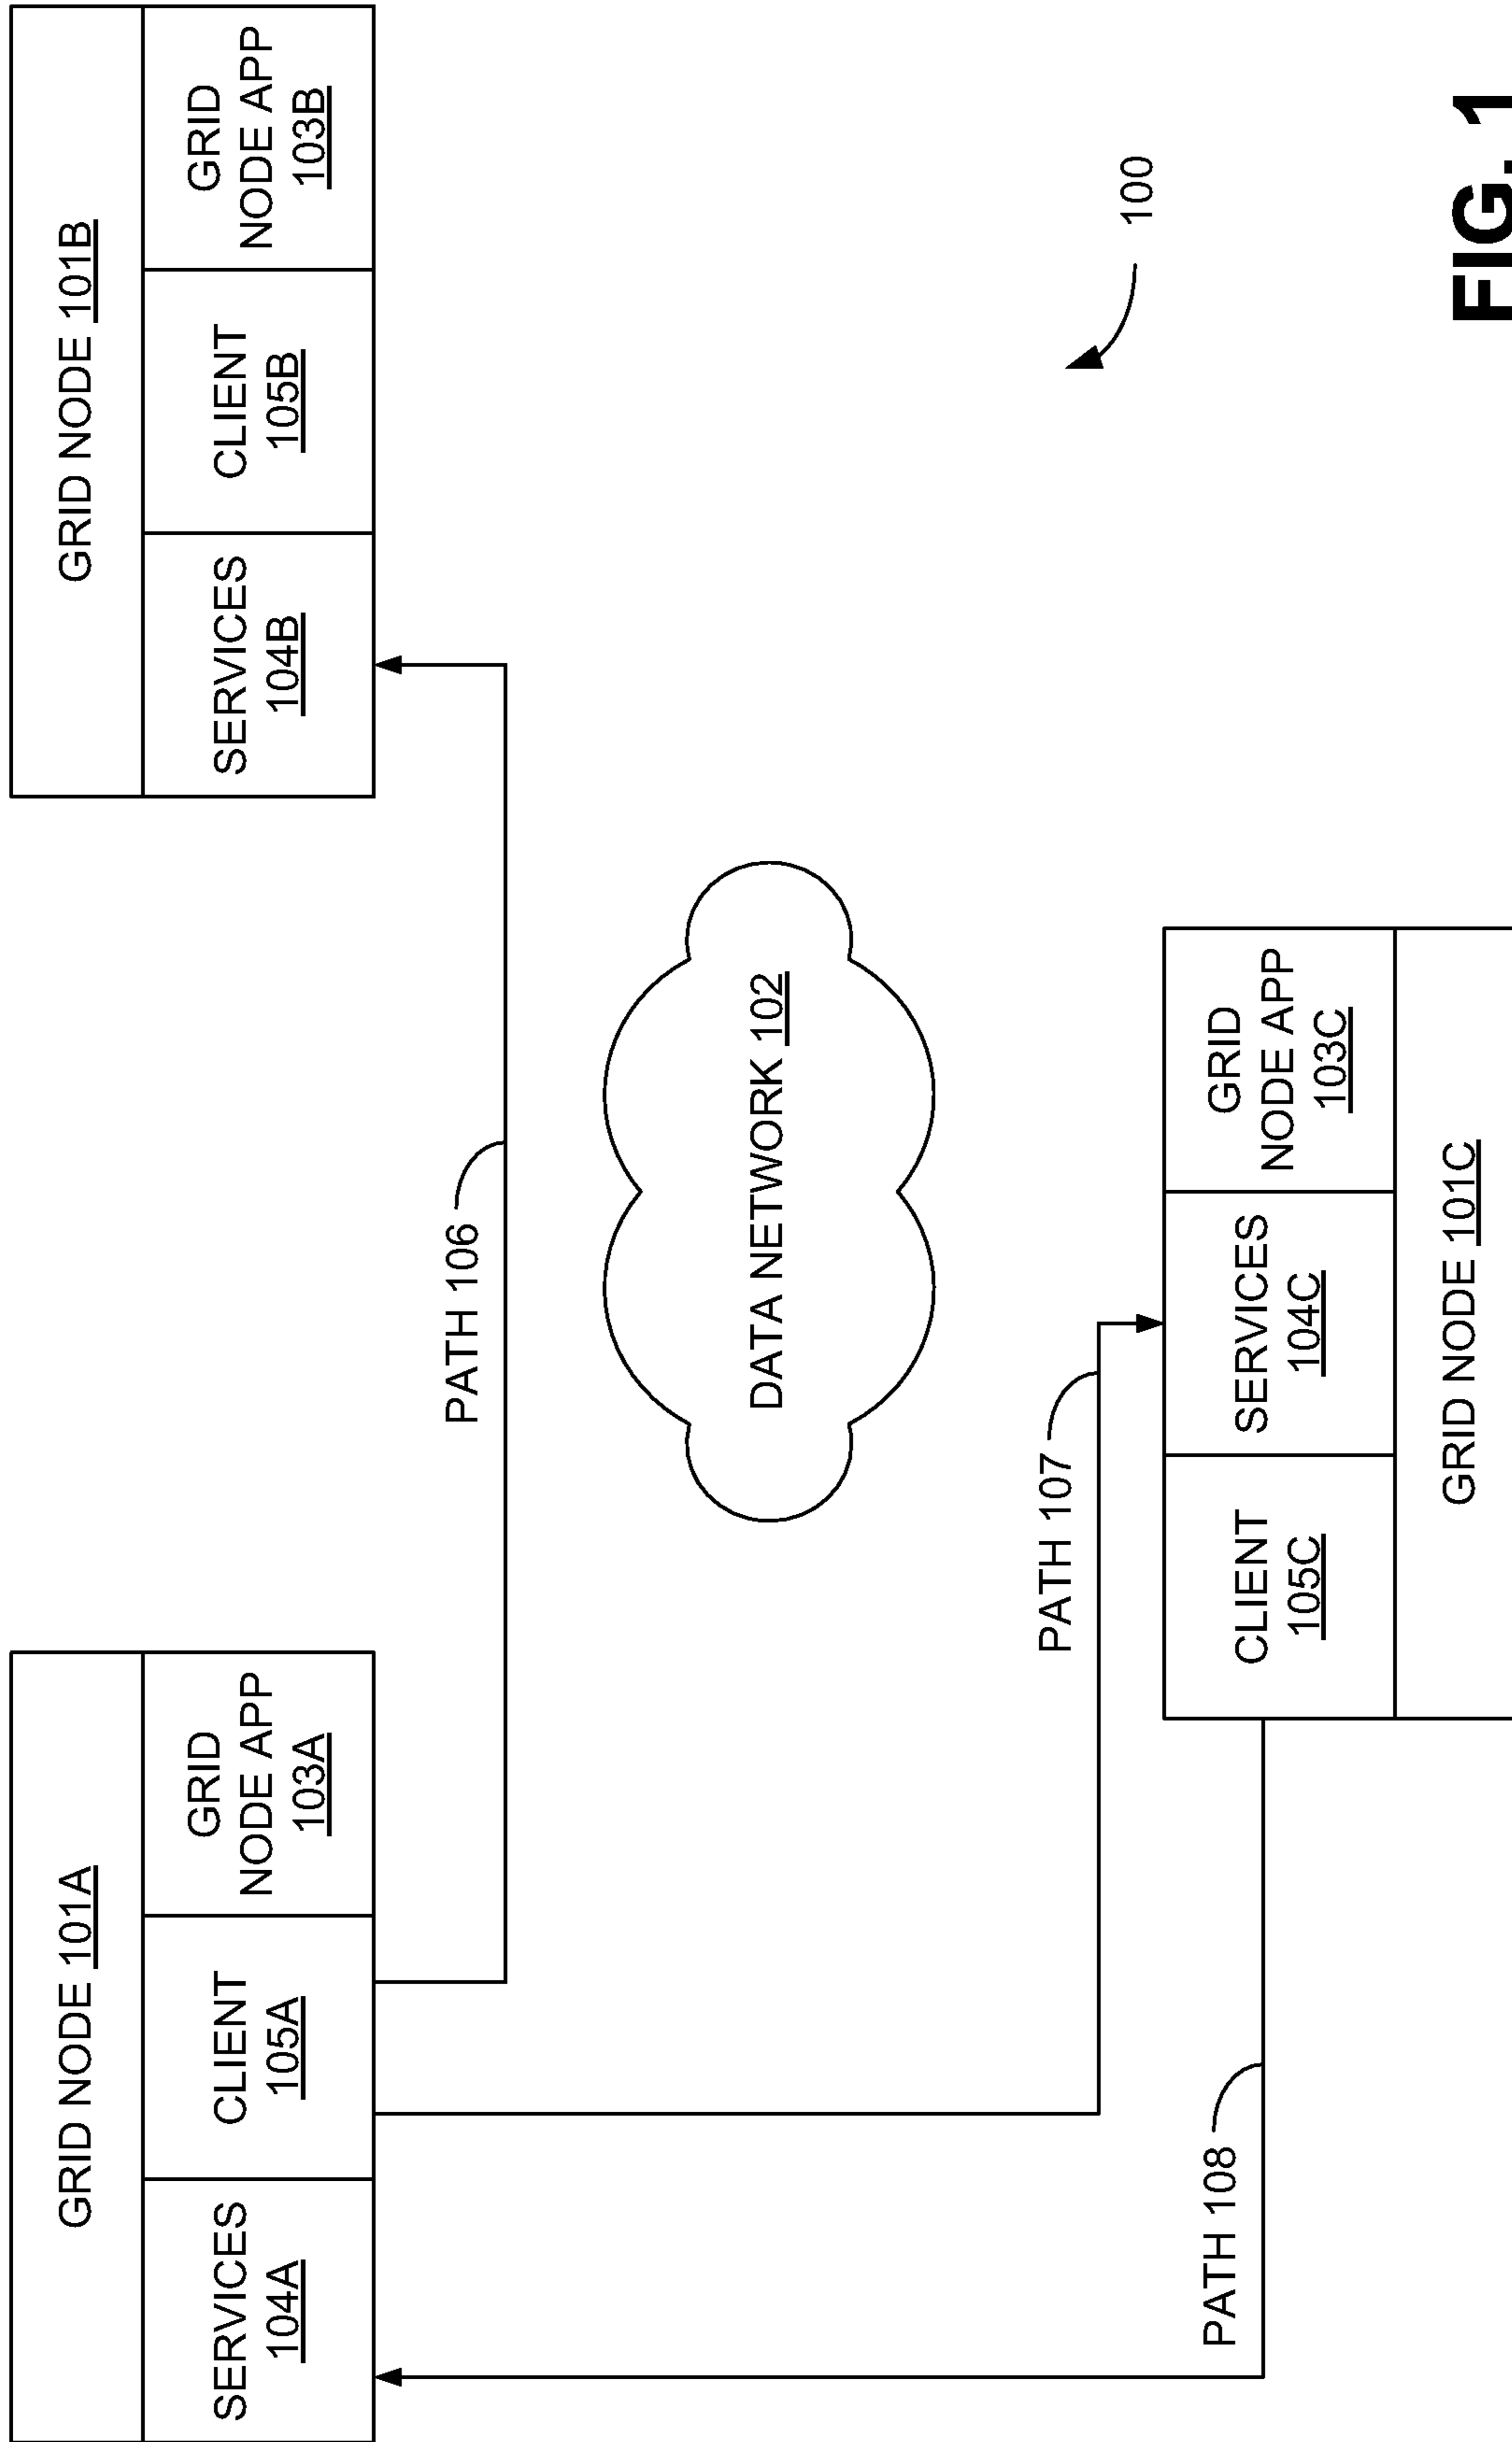 GRID NODE 101A
SERVICES
104A
CLIENT
105A
GRID
NODE APP
103A
GRID NODE 101B
SERVICES
104B
CLIENT
105B
GRID
NODE APP
103B
PATH 106
DATA NETWORK 102
PATH 107
100
PATH 108
CLIENT
105C
SERVICES
104C
GRID
NODE APP
103C
GRID NODE 101C
FIG. 1